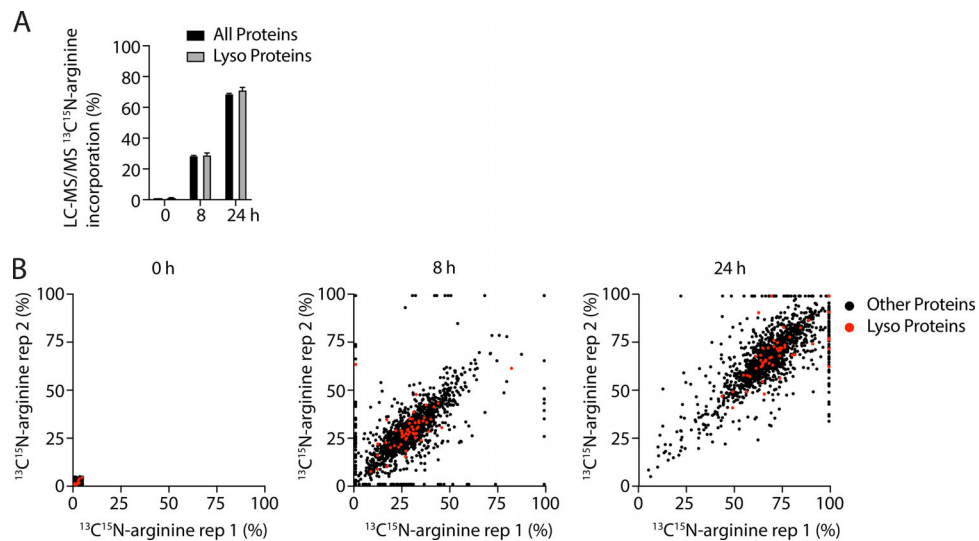 A
All Proteins
Lyso Proteins
LC-MS/MS ¹³C¹⁵N-arginine
incorporation (%)
100
80
60
40
20
0
0 8 24 h
B
0 h
8 h
24 h
Other Proteins
Lyso Proteins
¹³C¹⁵N-arginine rep 2 (%)
100
75
50
25
0
0 25 50 75 100
¹³C¹⁵N-arginine rep 1 (%)
¹³C¹⁵N-arginine rep 2 (%)
100
75
50
25
0
0 25 50 75 100
¹³C¹⁵N-arginine rep 1 (%)
¹³C¹⁵N-arginine rep 2 (%)
100
75
50
25
0
0 25 50 75 100
¹³C¹⁵N-arginine rep 1 (%)